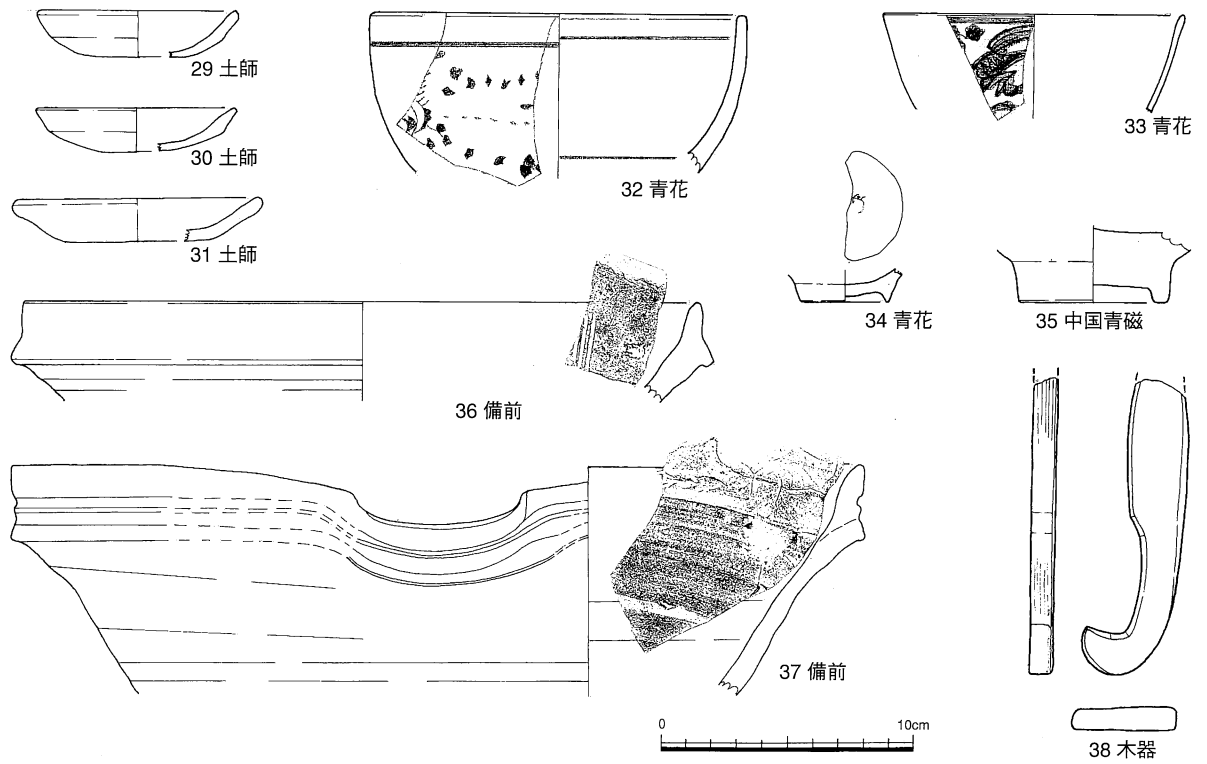 29 土師
30 土師
31 土師
32 青花
33 青花
34 青花
35 中国青磁
36 備前
37 備前
0 10cm
38 木器